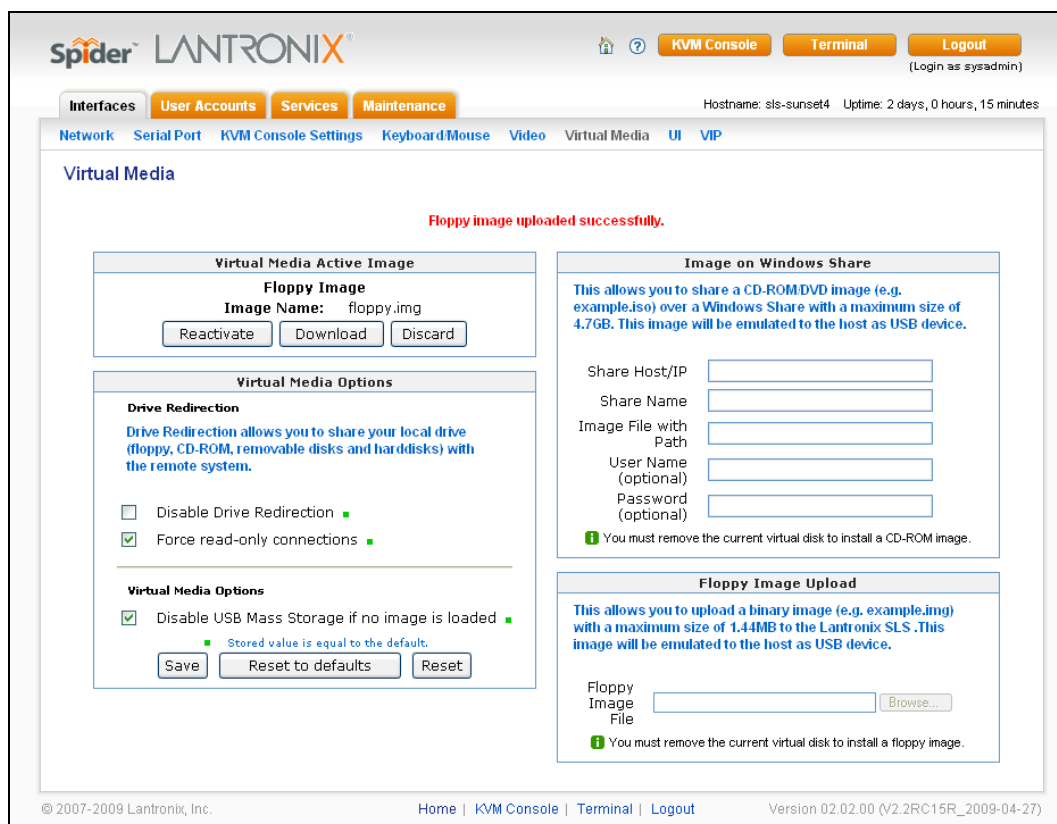 Spider™ LANTRONIX®
KVM Console
Terminal
Logout
(Login as sysadmin)
Interfaces
User Accounts
Services
Maintenance
Hostname: sls-sunset4 Uptime: 2 days, 0 hours, 15 minutes
Network Serial Port KVM Console Settings Keyboard/Mouse Video Virtual Media UI VIP
Virtual Media
Floppy image uploaded successfully.
Virtual Media Active Image
Floppy Image
Image Name: floppy.img
Reactivate
Download
Discard
Virtual Media Options
Drive Redirection
Drive Redirection allows you to share your local drive
(floppy, CD-ROM, removable disks and harddisks) with
the remote system.
Disable Drive Redirection
Force read-only connections
Virtual Media Options
Disable USB Mass Storage if no image is loaded
Stored value is equal to the default.
Save
Reset to defaults
Reset
Image on Windows Share
This allows you to share a CD-ROM/DVD image (e.g.
example.iso) over a Windows Share with a maximum size of
4.7GB. This image will be emulated to the host as USB device.
Share Host/IP
Share Name
Image File with
Path
User Name
(optional)
Password
(optional)
You must remove the current virtual disk to install a CD-ROM image.
Floppy Image Upload
This allows you to upload a binary image (e.g. example.img)
with a maximum size of 1.44MB to the Lantronix SLS .This
image will be emulated to the host as USB device.
Floppy
Image
File
Browse...
You must remove the current virtual disk to install a floppy image.
© 2007-2009 Lantronix, Inc.
Home | KVM Console | Terminal | Logout
Version 02.02.00 (V2.2RC15R_2009-04-27)